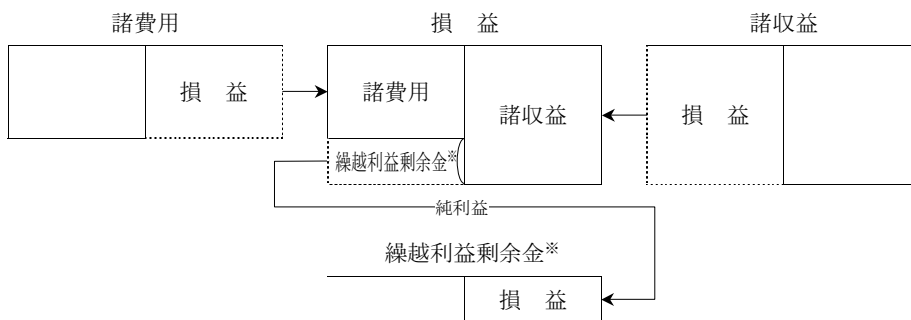 諸費用
損 益
諸収益
損 益
諸費用
諸収益
損 益
繰越利益剰余金※
純利益
繰越利益剰余金※
損 益